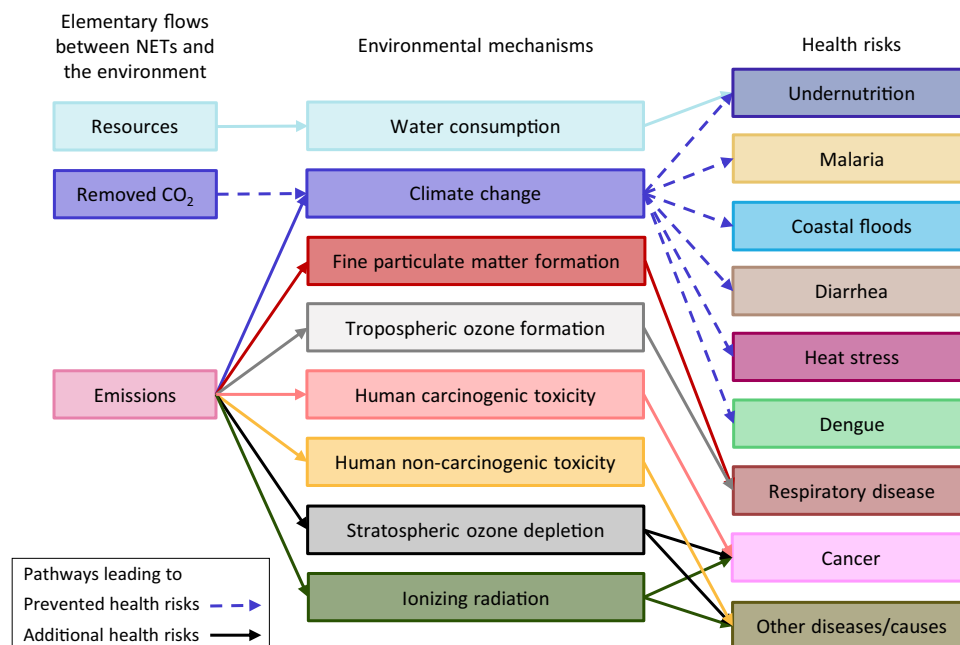 Elementary flows
between NETs and
the environment
Environmental mechanisms
Health risks
Resources
Water consumption
Undernutrition
Malaria
Removed CO₂
Climate change
Coastal floods
Fine particulate matter formation
Diarrhea
Tropospheric ozone formation
Heat stress
Emissions
Human carcinogenic toxicity
Dengue
Human non-carcinogenic toxicity
Respiratory disease
Stratospheric ozone depletion
Cancer
Ionizing radiation
Other diseases/causes
Pathways leading to
Prevented health risks
Additional health risks